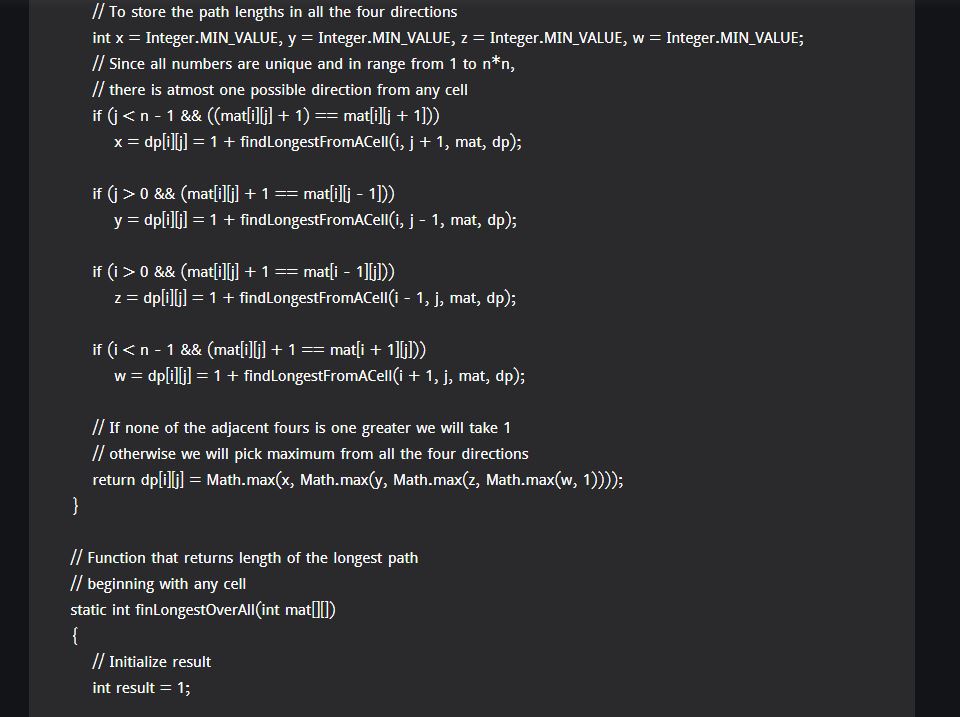 // To store the path lengths in all the four directions
int x = Integer.MIN_VALUE, y = Integer.MIN_VALUE, z = Integer.MIN_VALUE, w = Integer.MIN_VALUE;
// Since all numbers are unique and in range from 1 to n*n,
// there is atmost one possible direction from any cell
if (j < n - 1 && ((mat[i][j] + 1) == mat[i][j + 1]))
x = dp[i][j] = 1 + findLongestFromACell(i, j + 1, mat, dp);
if (j > 0 && (mat[i][j] + 1 == mat[i][j - 1]))
y = dp[i][j] = 1 + findLongestFromACell(i, j - 1, mat, dp);
if (i > 0 && (mat[i][j] + 1 == mat[i - 1][j]))
z = dp[i][j] = 1 + findLongestFromACell(i - 1, j, mat, dp);
if (i < n - 1 && (mat[i][j] + 1 == mat[i + 1][j]))
w = dp[i][j] = 1 + findLongestFromACell(i + 1, j, mat, dp);
// If none of the adjacent fours is one greater we will take 1
// otherwise we will pick maximum from all the four directions
return dp[i][j] = Math.max(x, Math.max(y, Math.max(z, Math.max(w, 1))));
}
// Function that returns length of the longest path
// beginning with any cell
static int finLongestOverAll(int mat[][])
{
// Initialize result
int result = 1;